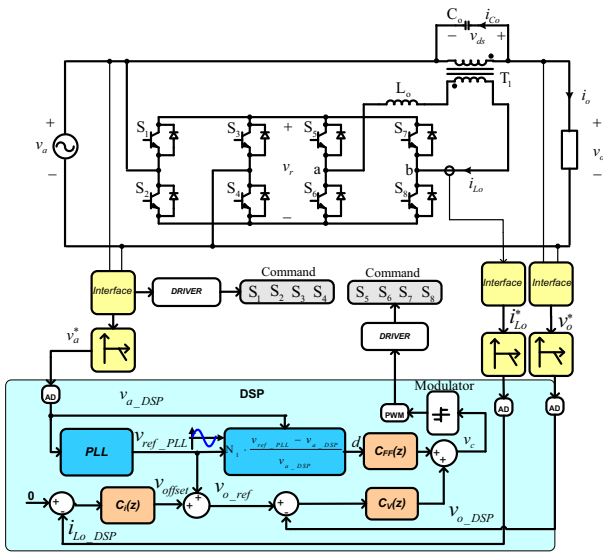 C_o i_Co
− v_ds +
T_1
L_o
i_o
+ v_a −
S_1 S_3 + S_5 S_7
v_r a b
S_2 S_4 − S_6 S_8
i_Lo
+ v_o −
Interface
DRIVER
Command
S_1 S_2 S_3 S_4
Command
S_5 S_6 S_7 S_8
Interface
Interface
v_a^*
DRIVER
i_Lo^*
v_o^*
DSP
AD
v_a_DSP
PWM
Modulator
AD
AD
PLL
v_ref_PLL
N_1 · (v_ref_PLL − v_a_DSP) / v_a_DSP
d
C_FF(z)
+
+
v_c
0
+
-
C_i(z)
v_offset
+
+
v_o_ref
+
-
C_V(z)
v_o_DSP
i_Lo_DSP